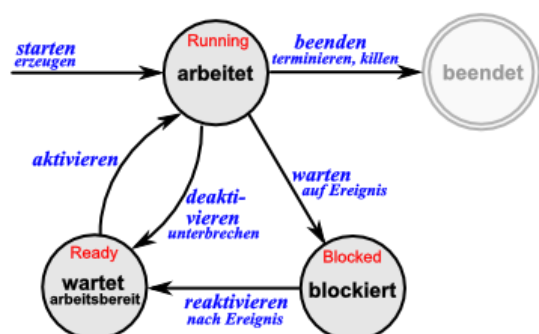 starten
erzeugen
Running
arbeitet
beenden
terminieren, killen
beendet
aktivieren
deakti-
vieren
unterbrechen
warten
auf Ereignis
Ready
wartet
arbeitsbereit
Blocked
blockiert
reaktivieren
nach Ereignis